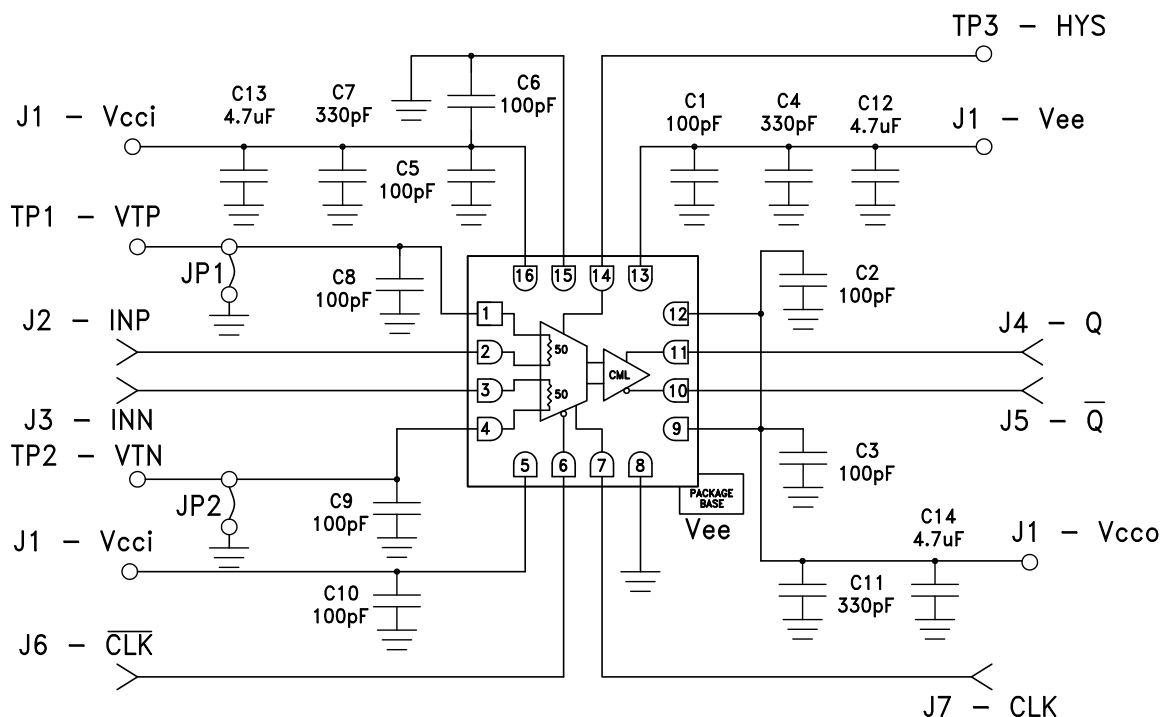 TP3 - HYS
J1 - Vcci
C13
4.7uF
C7
330pF
C6
100pF
C5
100pF
C1
100pF
C4
330pF
C12
4.7uF
J1 - Vee
TP1 - VTP
JP1
C8
100pF
16 15 14 13
C2
100pF
J2 - INP
1
2
3
4
50
50
CML
12
11
10
9
J4 - Q
J3 - INN
J5 - Q̅
TP2 - VTN
JP2
C9
100pF
5 6 7 8
PACKAGE
BASE
Vee
C3
100pF
J1 - Vcci
C10
100pF
C14
4.7uF
J1 - Vcco
C11
330pF
J6 - C̅L̅K̅
J7 - CLK